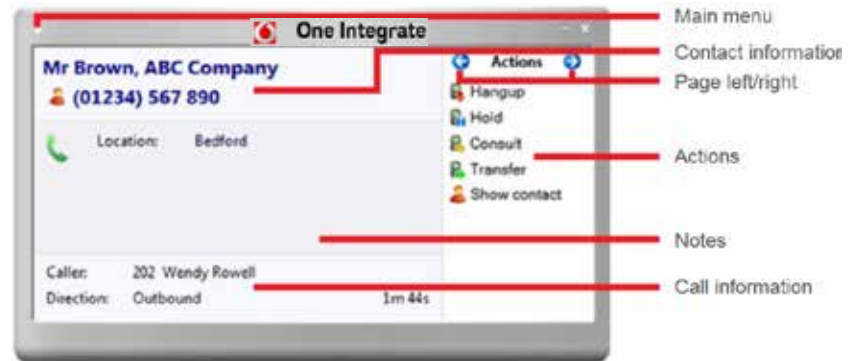 One Integrate
Main menu
Mr Brown, ABC Company
(01234) 567 890
Actions
Contact information
Page left/right
Hangup
Hold
Consult
Transfer
Show contact
Location: Bedford
Actions
Notes
Caller: 202 Wendy Rowell
Direction: Outbound 1m 44s
Call information